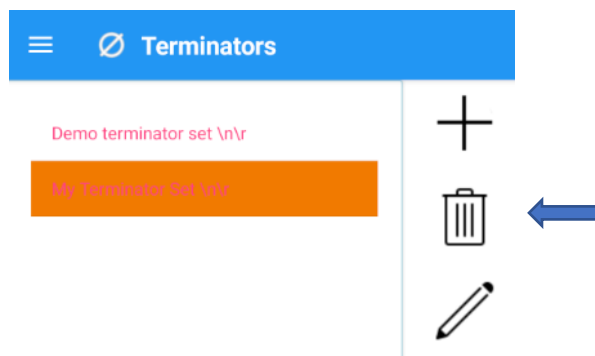 Terminators
Demo terminator set \n\r
My Terminator Set \n\r